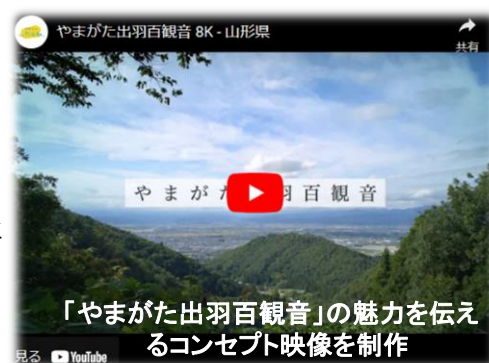 やまがた出羽百観音 8K - 山形県
共有
やまがた 羽百観音
「やまがた出羽百観音」の魅力を伝え
るコンセプト映像を制作
見る YouTube